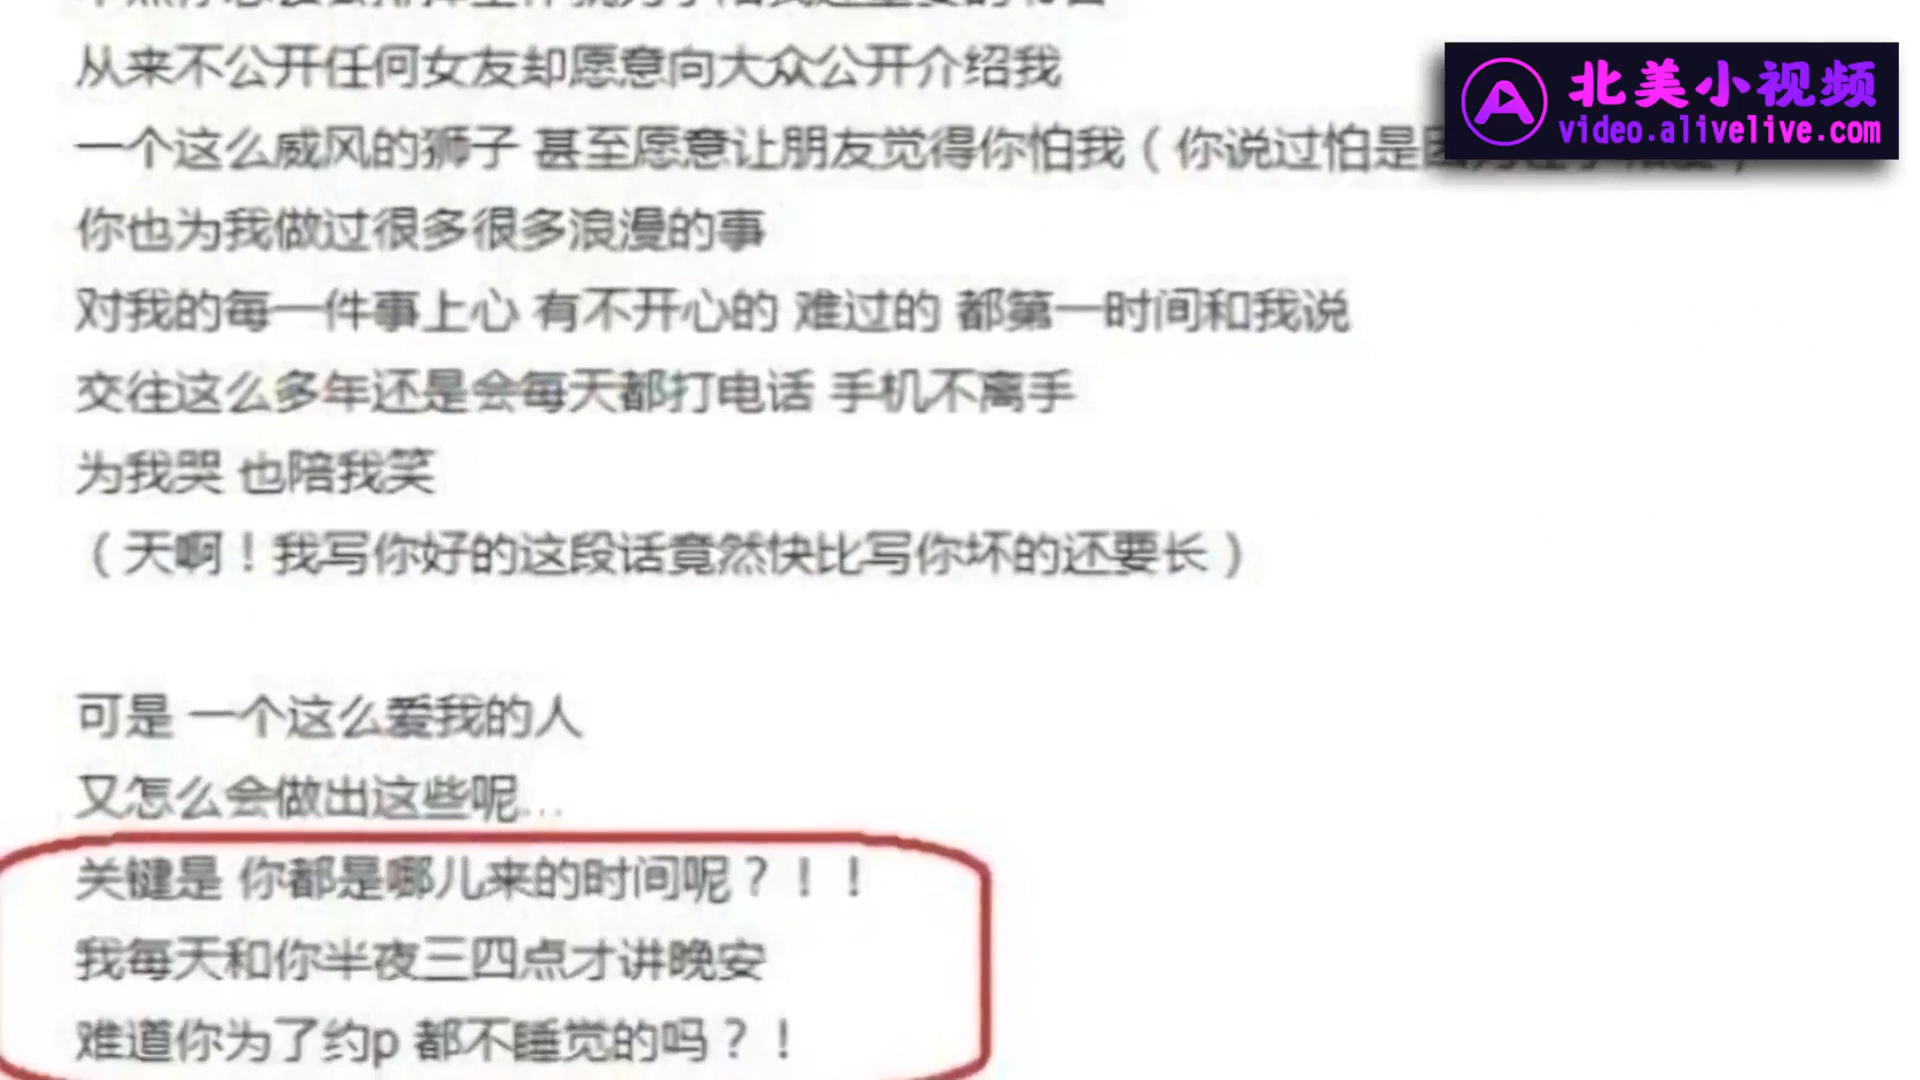 从来不公开任何女友却愿意向大众公开介绍我
一个这么威风的狮子 甚至愿意让朋友觉得你怕我（你说过怕是因为
你也为我做过很多很多浪漫的事
对我的每一件事上心 有不开心的 难过的 都第一时间和我说
交往这么多年还是会每天都打电话 手机不离手
为我哭 也陪我笑
（天啊！我写你好的这段话竟然快比写你坏的还要长）
可是 一个这么爱我的人
又怎么会做出这些呢...
关键是 你都是哪儿来的时间呢？！！
我每天和你半夜三四点才讲晚安
难道你为了约p 都不睡觉的吗？！
北美小视频
video.alivelive.com